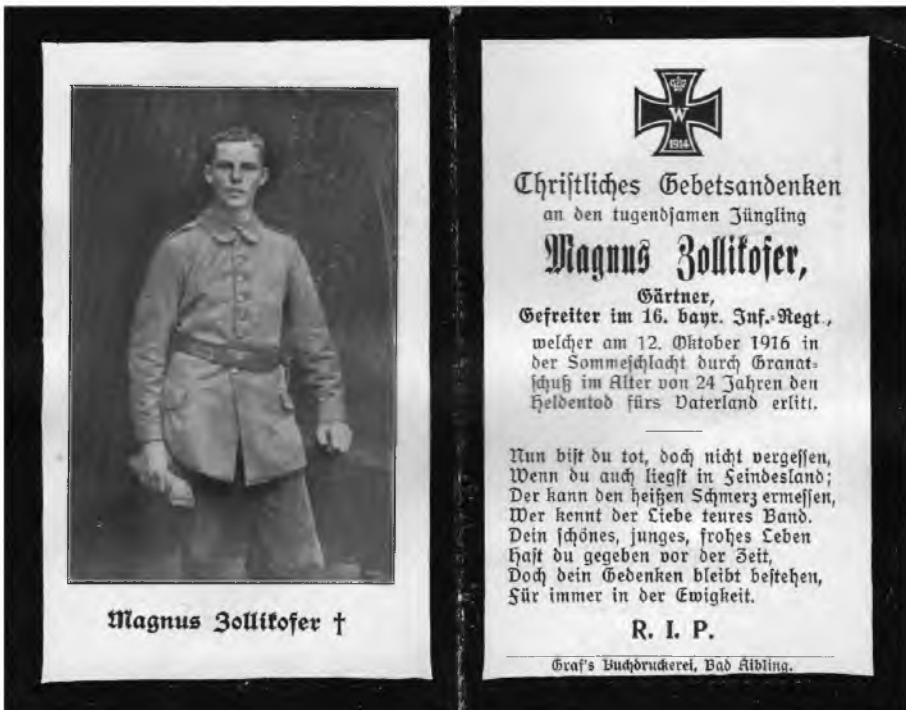 Magnus Zollikofer †
W
1914
Christliches Gebetsandenken
an den tugendsamen Jüngling
Magnus Zollikofer,
Gärtner,
Gefreiter im 16. bayr. Inf.-Regt.,
welcher am 12. Oktober 1916 in
der Sommeschlacht durch Granat-
schuß im Alter von 24 Jahren den
Heldentod fürs Vaterland erlitt.
Nun bist du tot, doch nicht vergessen,
Wenn du auch liegst in Feindesland;
Der kann den heißen Schmerz ermessen,
Wer kennt der Liebe teures Band.
Dein schönes, junges, frohes Leben
Hast du gegeben vor der Zeit,
Doch dein Gedenken bleibt bestehen,
Für immer in der Ewigkeit.
R. I. P.
Graf's Buchdruckerei, Bad Aibling.